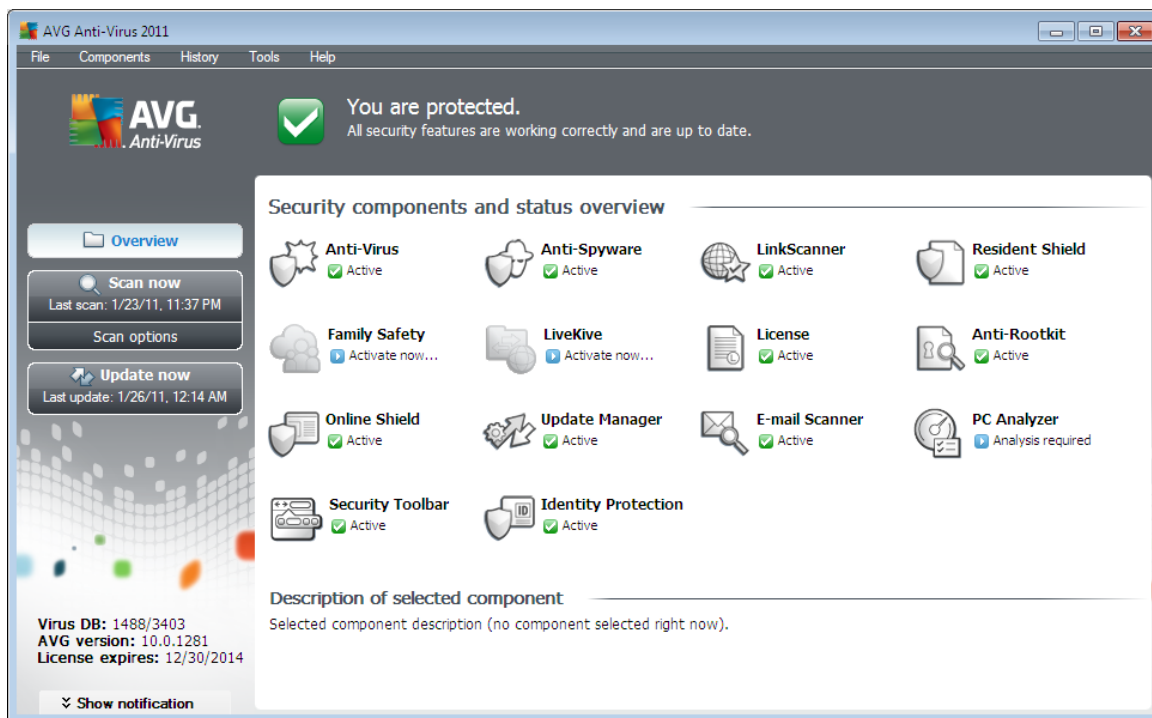 AVG Anti-Virus 2011
File Components History Tools Help
AVG.
Anti-Virus
You are protected.
All security features are working correctly and are up to date.
Overview
Scan now
Last scan: 1/23/11, 11:37 PM
Scan options
Update now
Last update: 1/26/11, 12:14 AM
Security components and status overview
Anti-Virus
Active
Anti-Spyware
Active
LinkScanner
Active
Resident Shield
Active
Family Safety
Activate now...
LiveKive
Activate now...
License
Active
Anti-Rootkit
Active
Online Shield
Active
Update Manager
Active
E-mail Scanner
Active
PC Analyzer
Analysis required
Security Toolbar
Active
ID
Identity Protection
Active
Description of selected component
Selected component description (no component selected right now).
Virus DB: 1488/3403
AVG version: 10.0.1281
License expires: 12/30/2014
Show notification